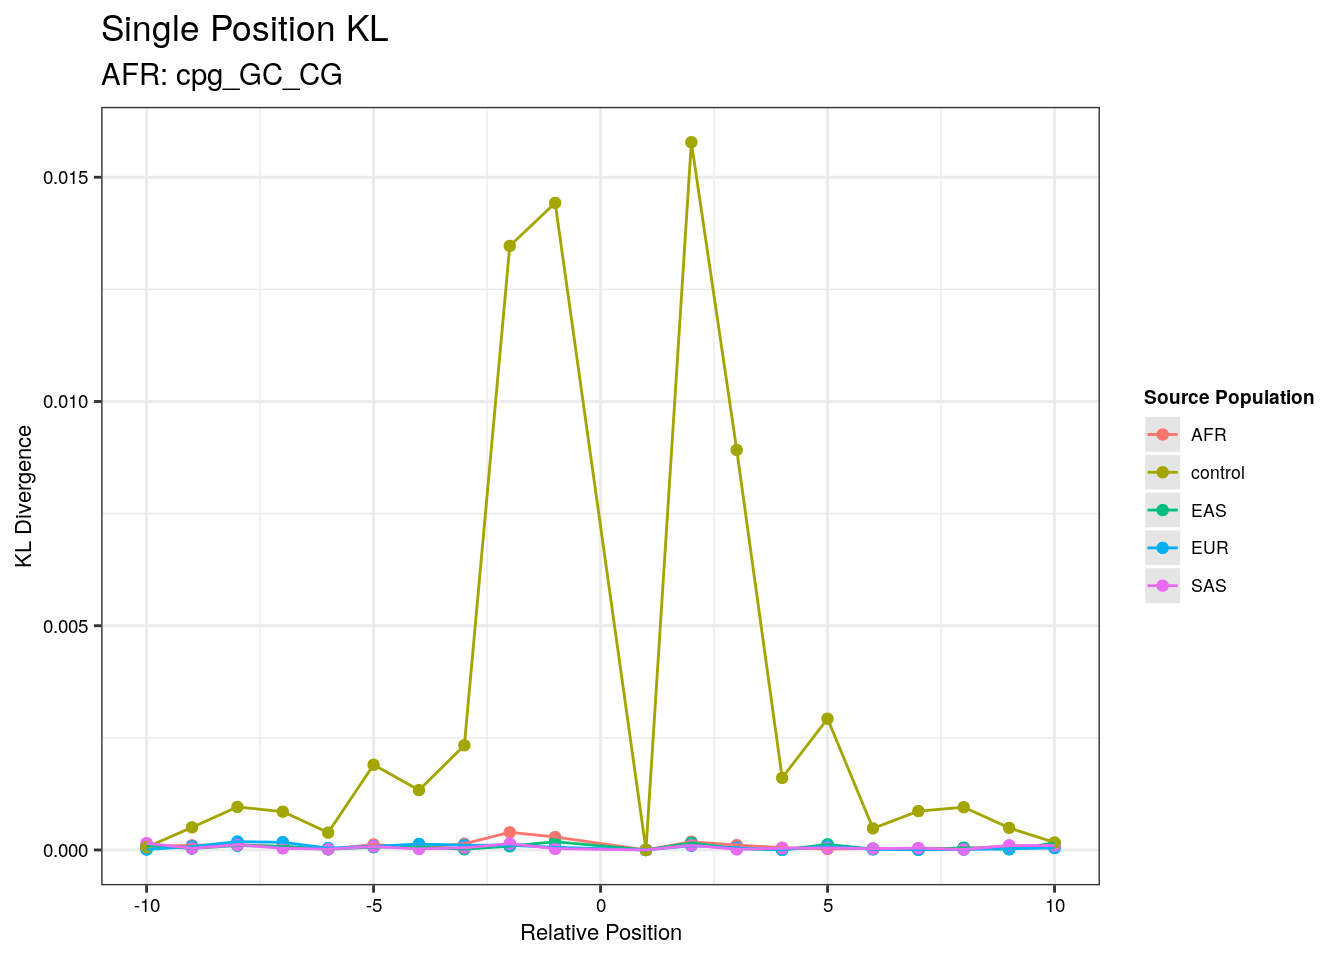 Single Position KL
AFR: cpg_GC_CG
KL Divergence
0.015
0.010
0.005
0.000
-10
-5
0
5
10
Relative Position
Source Population
AFR
control
EAS
EUR
SAS